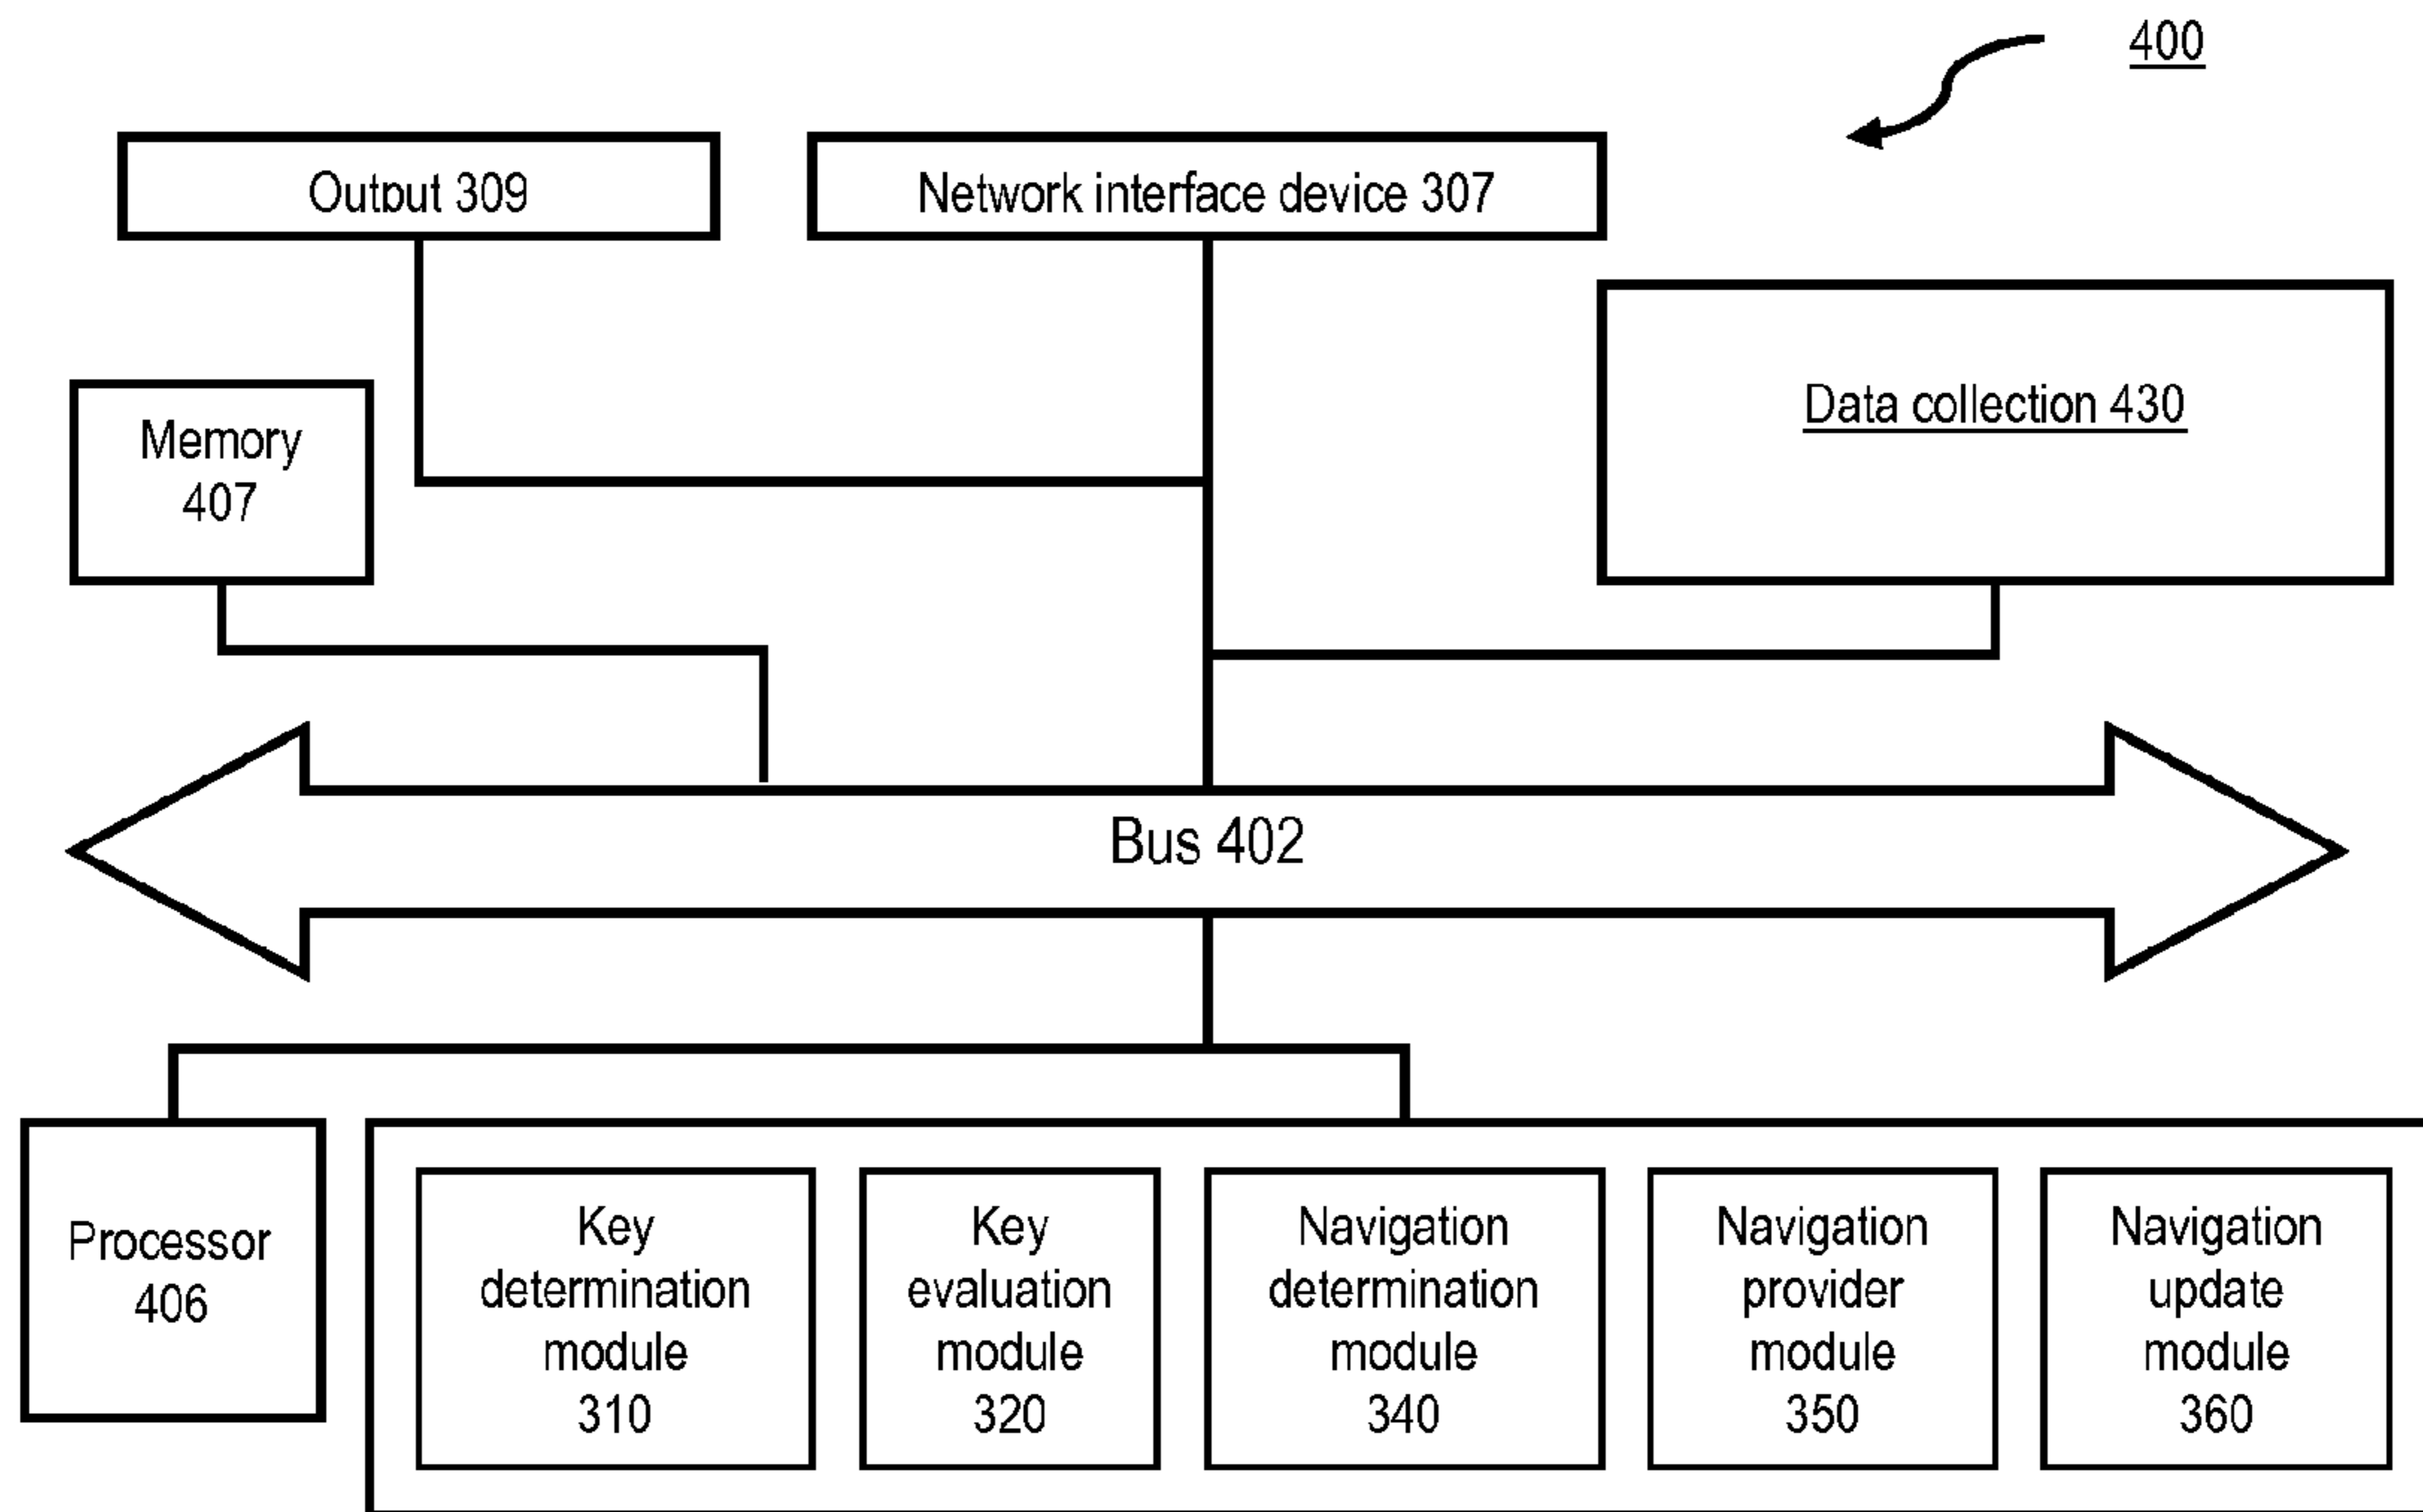 400
Output 309
Network interface device 307
Data collection 430
Memory
407
Bus 402
Processor
406
Key
determination
module
310
Key
evaluation
module
320
Navigation
determination
module
340
Navigation
provider
module
350
Navigation
update
module
360